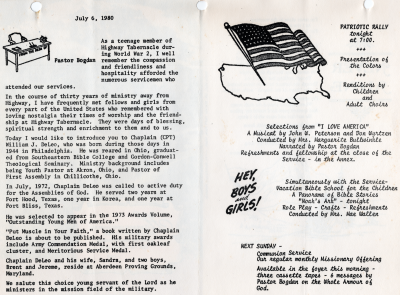 July 6, 1980
Pastor Bogdan
As a teenage member of
Highway Tabernacle dur-
ing World War 2, I well
remember the compassion
and friendliness and
hospitality afforded the
numerous servicemen who
attended our services.
In the course of thirty years of ministry away from
Highway, I have frequently met fellows and girls from
every part of the United States who remembered with
loving nostalgia their times of worship and the friend-
ship at Highway Tabernacle. They were days of blessing,
spiritual strength and enrichment to them and to us.
Today I would like to introduce you to Chaplain (CPT)
William J. DeLeo, who was born during those days in
1944 in Philadelphia. He was reared in Ohio, graduat-
ed from Southeastern Bible College and Gordon-Conwell
Theological Seminary. Ministry background includes
being Youth Pastor at Akron, Ohio, and Pastor of
First Assembly in Chillicothe, Ohio.
In July, 1972, Chaplain DeLeo was called to active duty
for the Assemblies of God. He served two years at
Fort Hood, Texas, one year in Korea, and one year at
Fort Bliss, Texas.
He was selected to appear in the 1973 Awards Volume,
"Outstanding Young Men of America."
"Put Muscle in Your Faith," a book written by Chaplain
DeLeo is about to be published. His military awards
include Army Commendation Medal, with first oakleaf
cluster, and Meritorious Service Medal.
Chaplain DeLeo and his wife, Sandra, and two boys,
Brent and Jerome, reside at Aberdeen Proving Grounds,
Maryland.
We salute this choice young servant of the Lord as he
ministers in the mission field of the military.
PATRIOTIC RALLY
tonight
at 7:00.
***
Presentation of
the Colors
***
Renditions by
Children
and
Adult Choirs
Selections from "I LOVE AMERICA"
A Musical by John W. Peterson and Don Wyrtzen
Conducted by Mrs. Marguerite
Narrated by Pastor Bogdan
Refreshments and fellowship at the close of the
Service - in the Annex.
HEY,
BOYS
and
GIRLS!
Simultaneously with the Service-
Vacation Bible School for the Children
A Panorama of Bible Stories
"Noah's Ark" - tonight
Role Play - Crafts - Refreshments
Conducted by Mrs. Mae
NEXT SUNDAY -
Communion Service
Our regular monthly Missionary Offering
Available in the foyer this morning -
three cassette tapes - 6 messages by
Pastor Bogdan on the Whole Armour of
God.